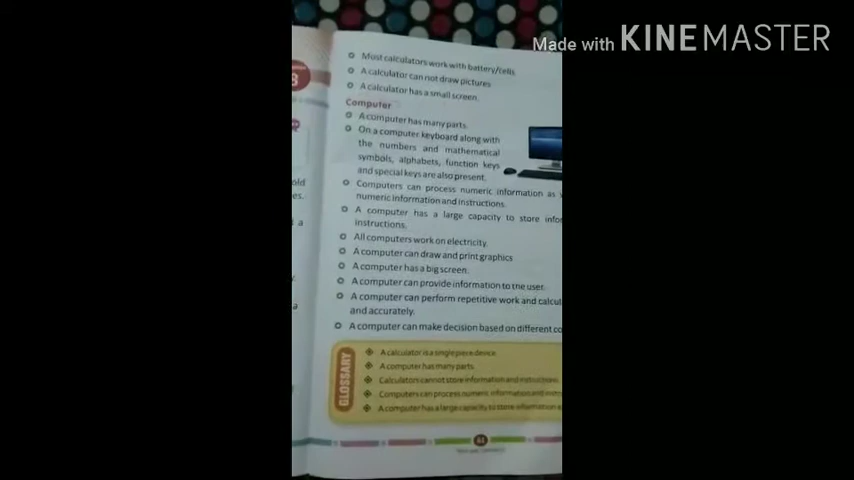 Made with KINEMASTER
Most calculators work with battery/cells
A calculator can not draw pictures
A calculator has a small screen.
3
Computer
A computer has many parts.
On a computer keyboard along with
the numbers and mathematical
symbols, alphabets, function keys
and special keys are also present.
old
es.
Computers can process numeric information as
numeric information and instructions.
a
A computer has a large capacity to store info
instructions.
All computers work on electricity.
A computer can draw and print graphics
A computer has a big screen.
A computer can provide information to the user.
A computer can perform repetitive work and calcul
a
and accurately.
A computer can make decision based on different co
GLOSSARY
A calculator is a single piece device.
A computer has many parts.
Calculators cannot store information and instructions.
Computers can process numeric information and
A computer has a large capacity to store information